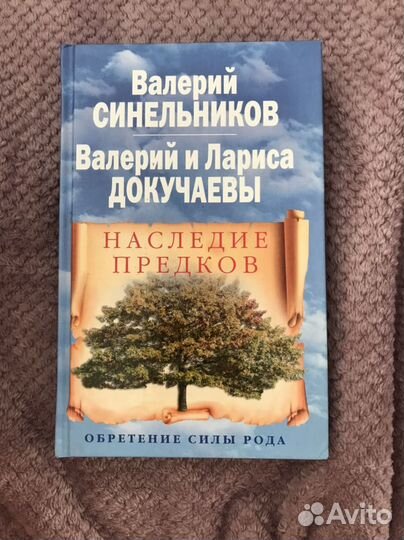 Валерий
СИНЕЛЬНИКОВ
Валерий и Лариса
ДОКУЧАЕВЫ
НАСЛЕДИЕ
ПРЕДКОВ
ОБРЕТЕНИЕ СИЛЫ РОДА
Avito